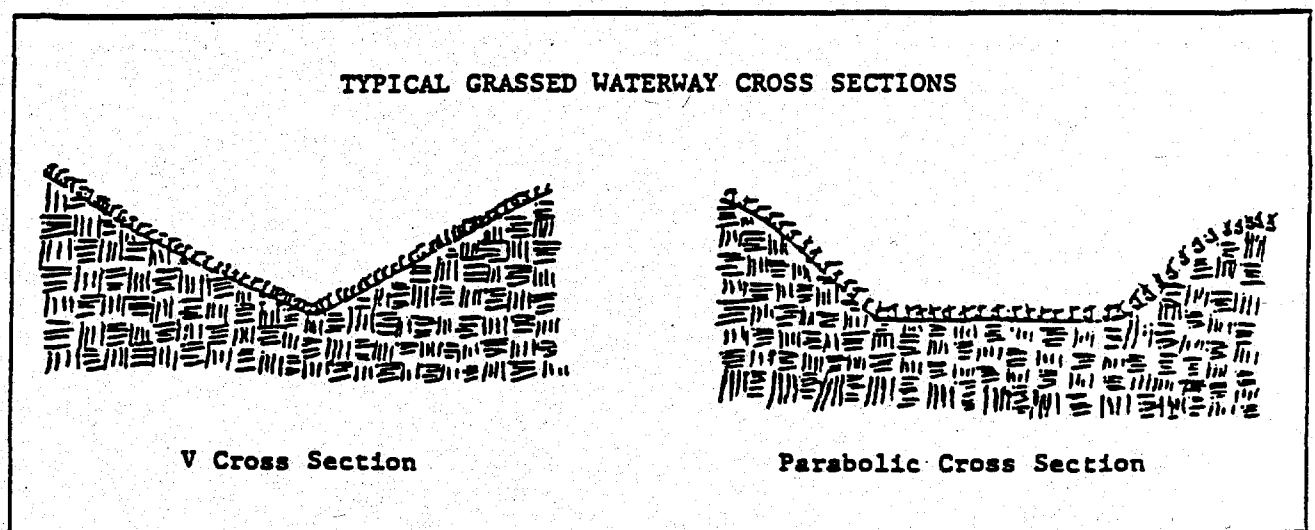 TYPICAL GRASSED WATERWAY CROSS SECTIONS
V Cross Section
Parabolic Cross Section